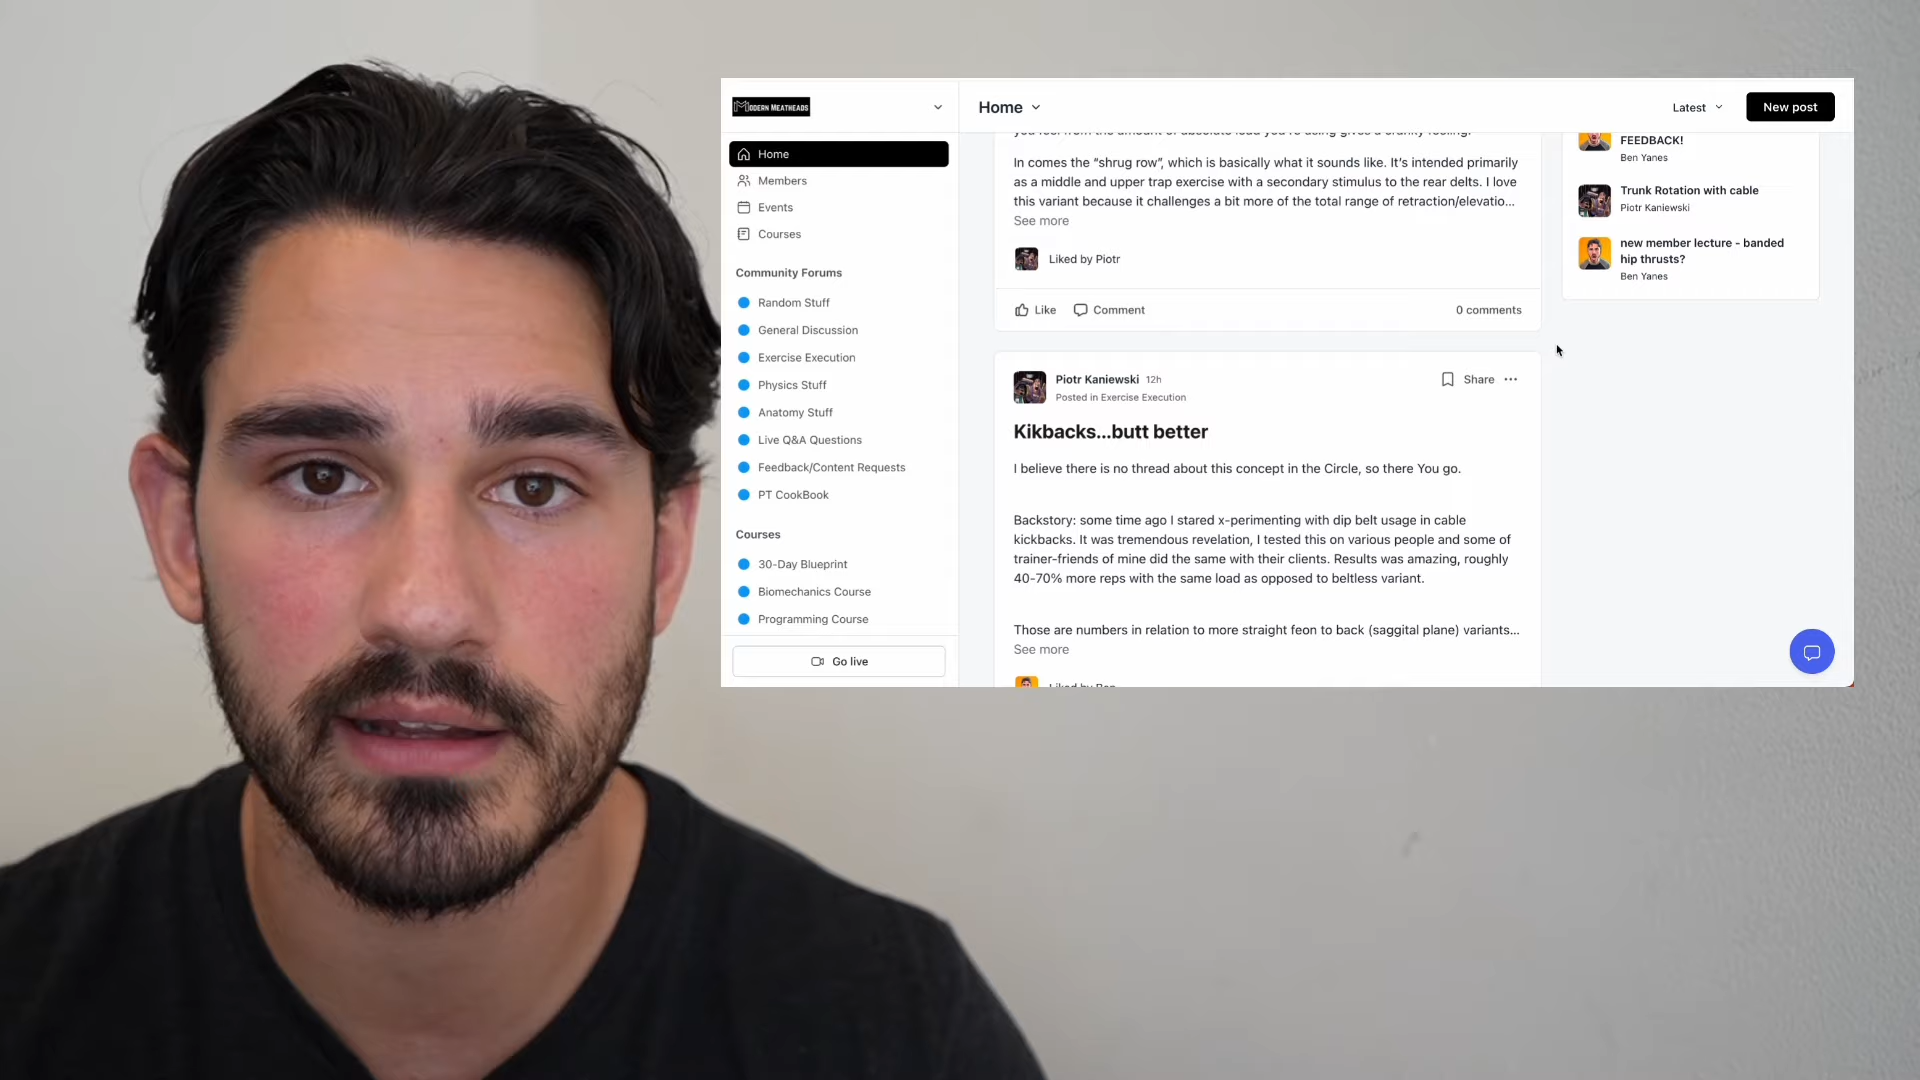 MODERN MEATHEADS
Home
Latest
New post
Home
Members
Events
Courses
Community Forums
Random Stuff
General Discussion
Exercise Execution
Physics Stuff
Anatomy Stuff
Live Q&A Questions
Feedback/Content Requests
PT CookBook
Courses
30-Day Blueprint
Biomechanics Course
Programming Course
Go live
In comes the “shrug row”, which is basically what it sounds like. It’s intended primarily
as a middle and upper trap exercise with a secondary stimulus to the rear delts. I love
this variant because it challenges a bit more of the total range of retraction/elevatio...
See more
Liked by Piotr
Like
Comment
0 comments
Piotr Kaniewski 12h
Posted in Exercise Execution
Share
Kikbacks...butt better
I believe there is no thread about this concept in the Circle, so there You go.
Backstory: some time ago I stared x-perimenting with dip belt usage in cable
kickbacks. It was tremendous revelation, I tested this on various people and some of
trainer-friends of mine did the same with their clients. Results was amazing, roughly
40-70% more reps with the same load as opposed to beltless variant.
Those are numbers in relation to more straight feon to back (saggital plane) variants...
See more
Liked by Ben
FEEDBACK!
Ben Yanes
Trunk Rotation with cable
Piotr Kaniewski
new member lecture - banded
hip thrusts?
Ben Yanes